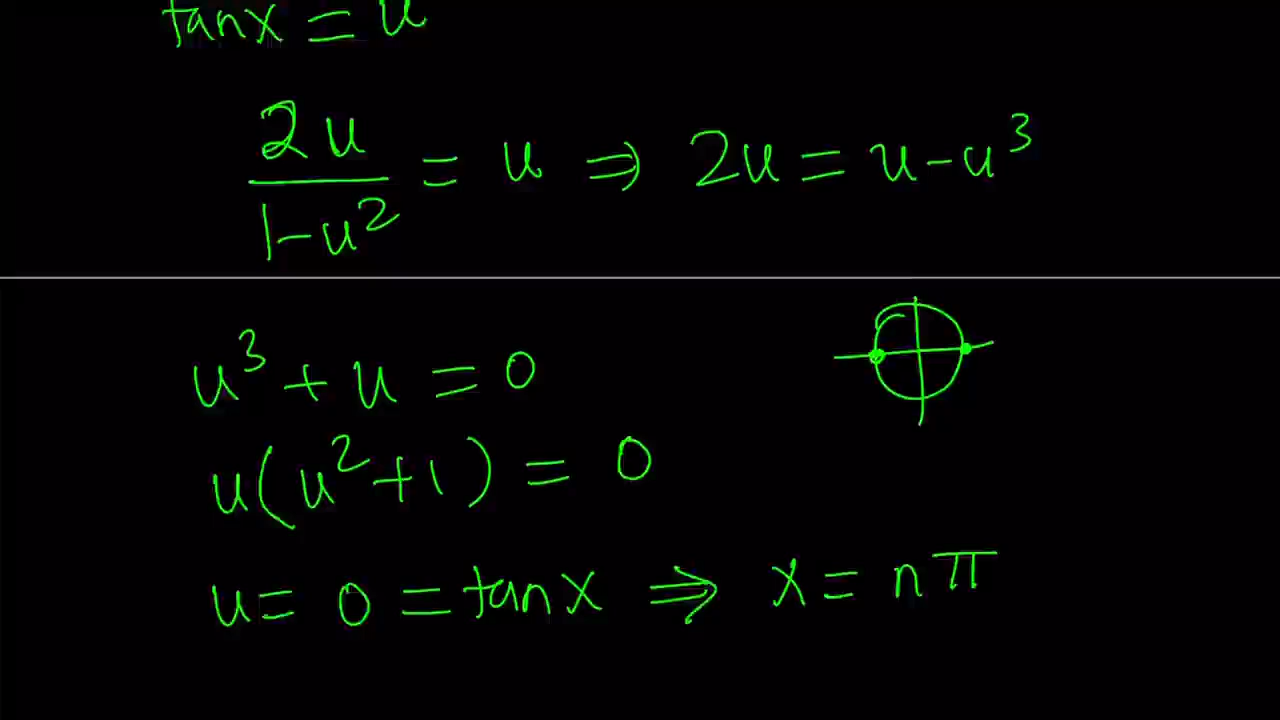 tanx = u
2u/1-u² = u ⇒ 2u = u-u³
u³ + u = 0
u(u²+1) = 0
u = 0 = tanx ⇒ x = nπ